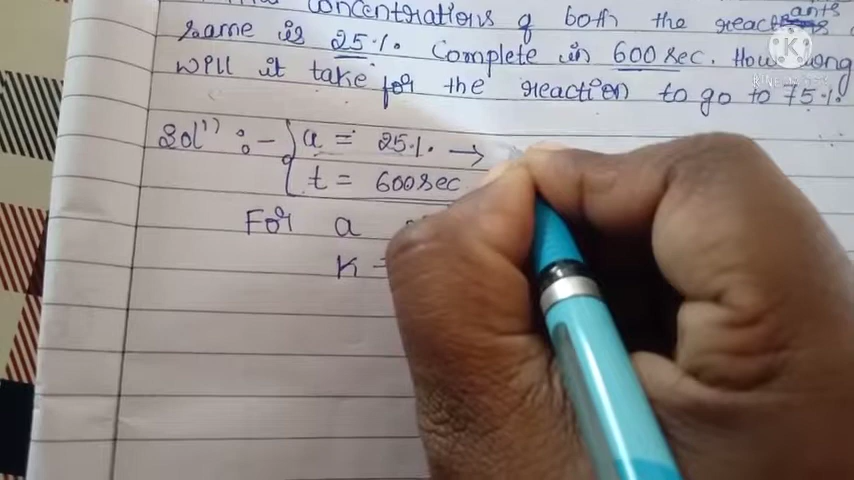 concentrations of both the reactants
same is 25%. Complete in 600 sec. How long
will it take for the reaction to go to 75%.
Sol'n :- a = 25% →
t = 600 sec
For a
K =
K
KINEMASTER